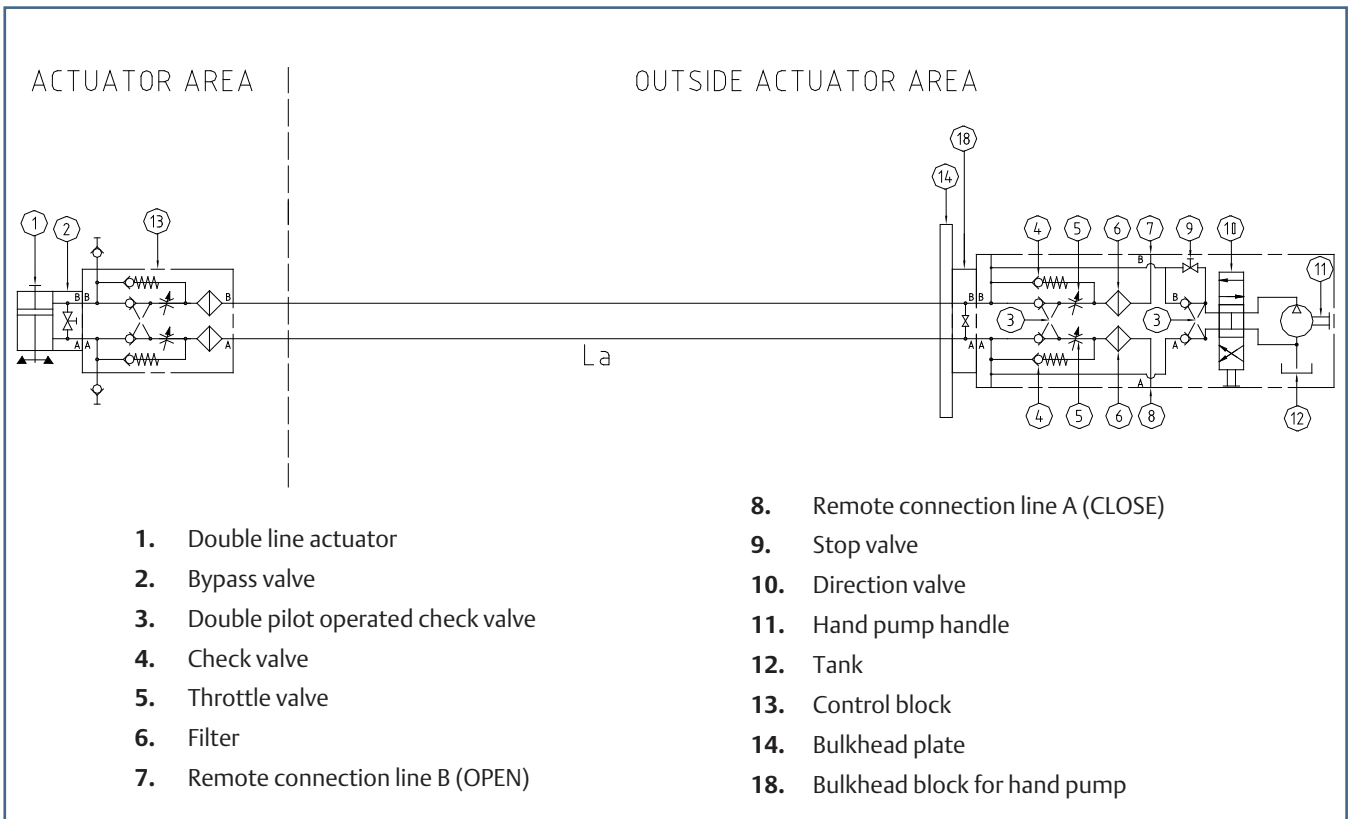 ACTUATOR AREA
OUTSIDE ACTUATOR AREA
18
14
1
2
13
4
5
6
7
9
10
11
B
B
B
B
B
B
B
B
3
3
A
A
A
A
A
A
A
La
4
5
6
8
12
1. Double line actuator
2. Bypass valve
3. Double pilot operated check valve
4. Check valve
5. Throttle valve
6. Filter
7. Remote connection line B (OPEN)
8. Remote connection line A (CLOSE)
9. Stop valve
10. Direction valve
11. Hand pump handle
12. Tank
13. Control block
14. Bulkhead plate
18. Bulkhead block for hand pump